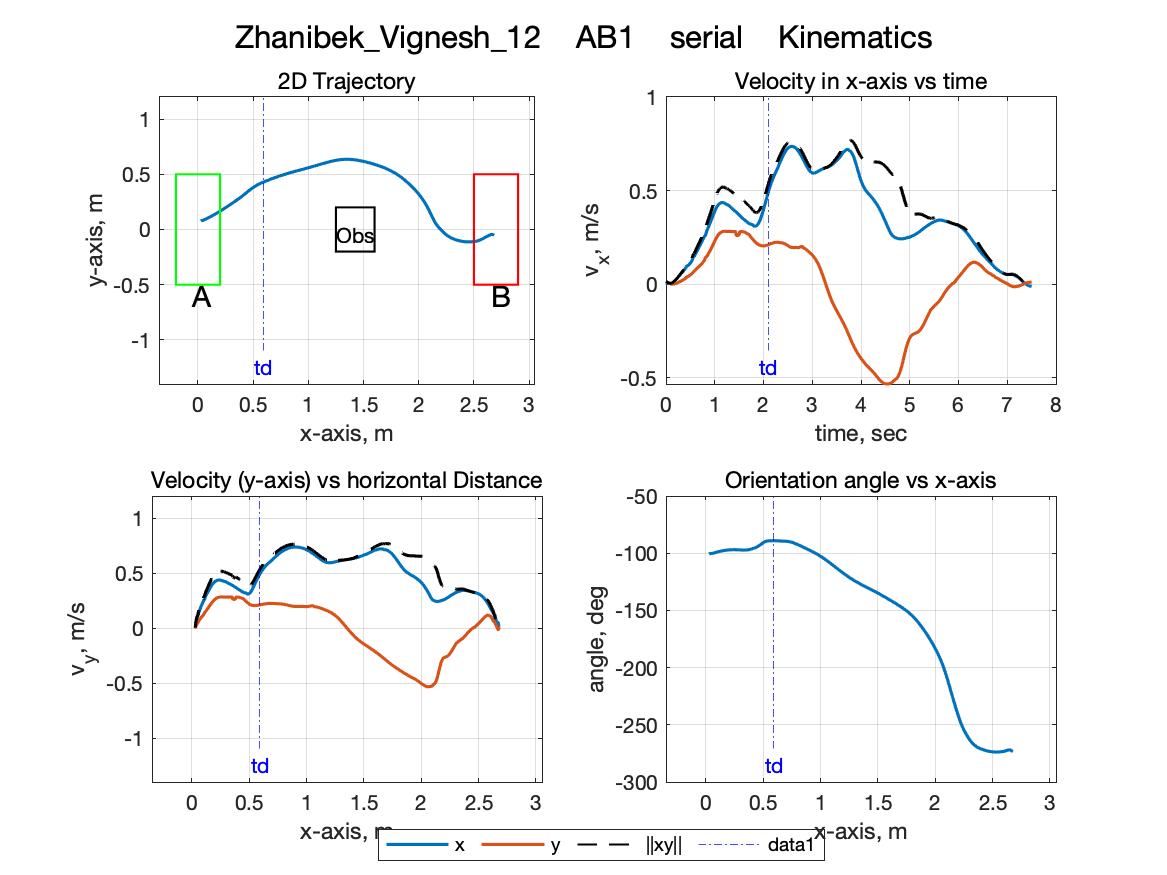 Zhanibek_Vignesh_12 AB1 serial Kinematics
2D Trajectory
1
0.5
0
-0.5
-1
y-axis, m
A
Obs
B
td
0 0.5 1 1.5 2 2.5 3
x-axis, m
Velocity in x-axis vs time
1
0.5
0
-0.5
vx, m/s
td
0 1 2 3 4 5 6 7 8
time, sec
Velocity (y-axis) vs horizontal Distance
1
0.5
0
-0.5
-1
vy, m/s
td
0 0.5 1 1.5 2 2.5 3
x-axis, m
Orientation angle vs x-axis
-50
-100
-150
-200
-250
-300
angle, deg
td
0 0.5 1 1.5 2 2.5 3
x-axis, m
x y ||xy|| data1